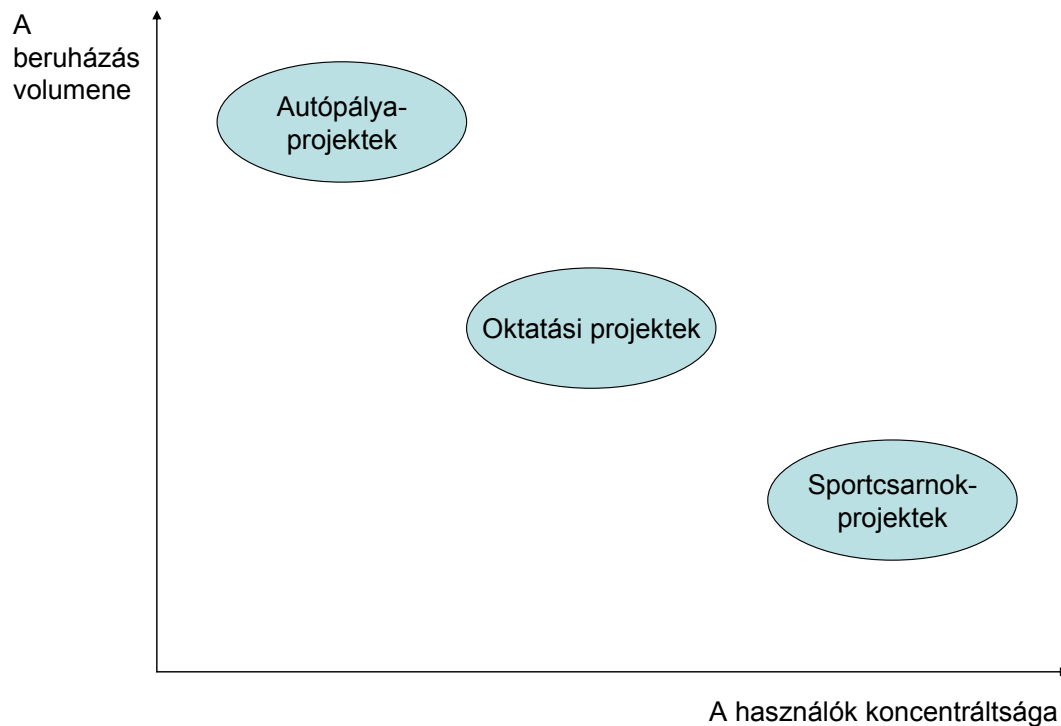 A
beruházás
volumene
Autópálya-
projektek
Oktatási projektek
Sportcsarnok-
projektek
A használók koncentráltsága